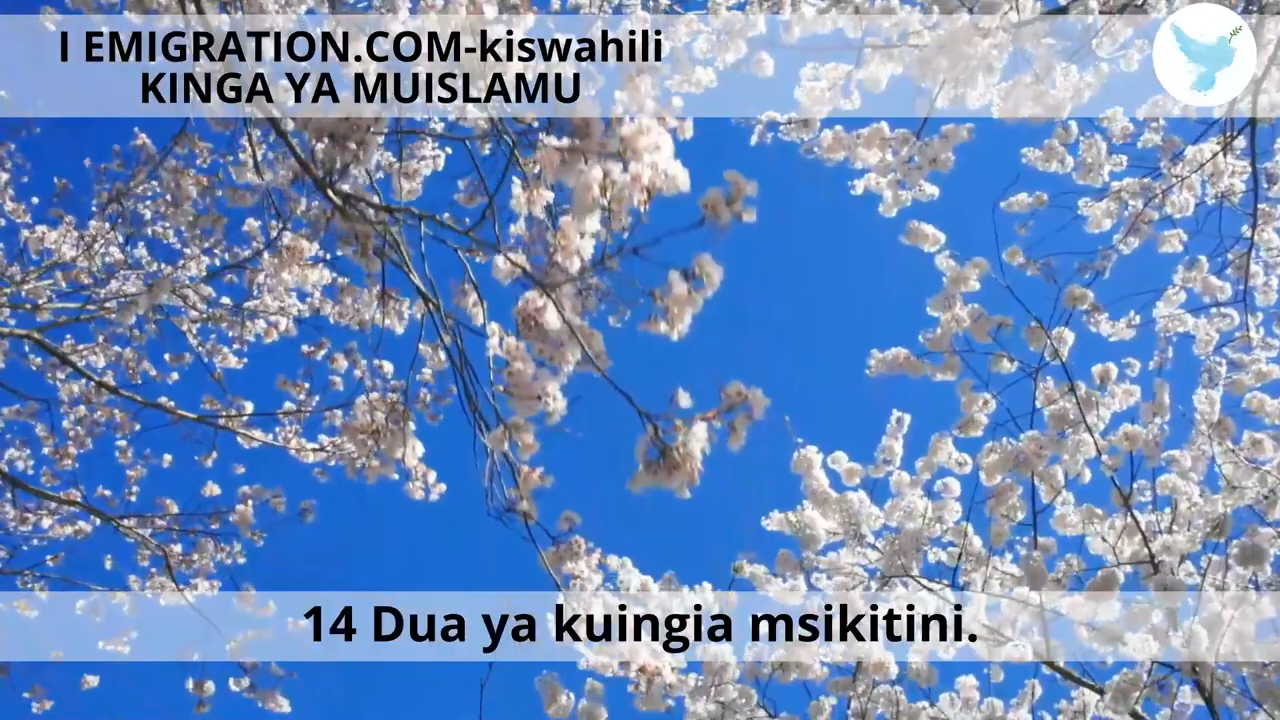 I EMIGRATION.COM-kiswahili
KINGA YA MUISLAMU
14 Dua ya kuingia msikitini.